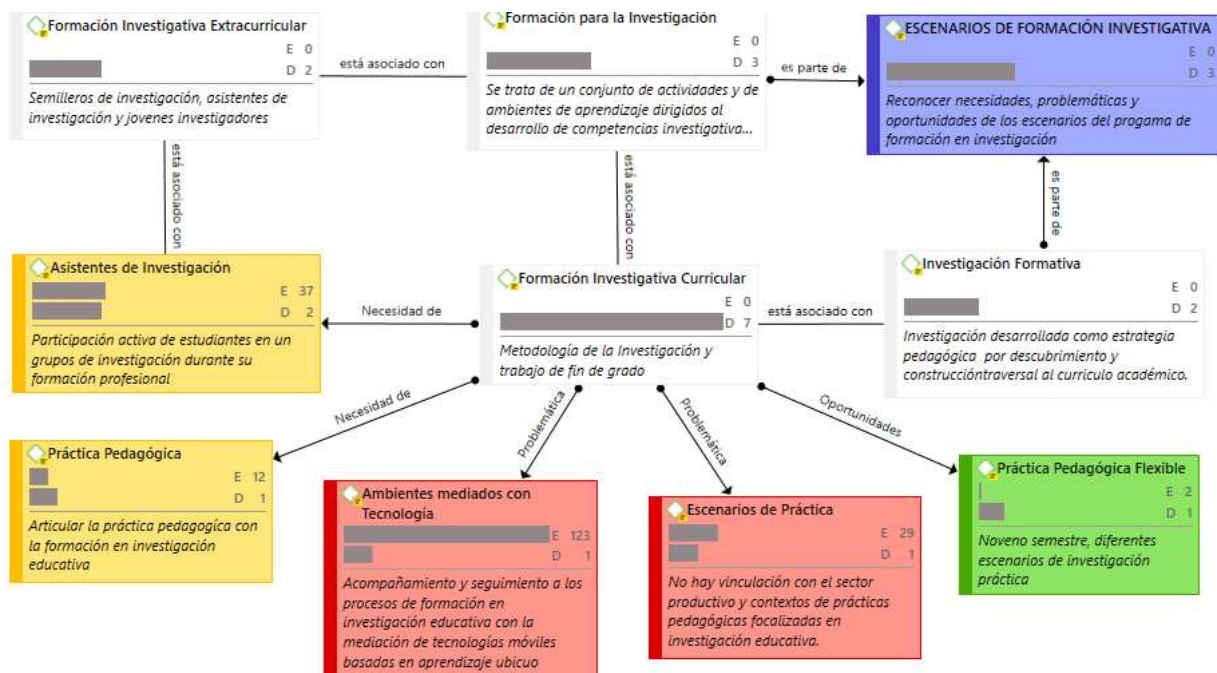 Formación Investigativa Extracurricular
E 0
D 2
Semilleros de investigación, asistentes de
investigación y jovenes investigadores
está asociado con
Formación para la Investigación
E 0
D 3
Se trata de un conjunto de actividades y de
ambientes de aprendizaje dirigidos al
desarrollo de competencias investigativa...
es parte de
ESCENARIOS DE FORMACIÓN INVESTIGATIVA
E 0
D 3
Reconocer necesidades, problemáticas y
oportunidades de los escenarios del progama de
formación en investigación
está asociado con
está asociado con
es parte de
Asistentes de Investigación
E 37
D 2
Participación activa de estudiantes en un
grupos de investigación durante su
formación profesional
Necesidad de
Formación Investigativa Curricular
E 0
D 7
Metodología de la Investigación y
trabajo de fin de grado
está asociado con
Investigación Formativa
E 0
D 2
Investigación desarrollada como estrategia
pedagógica por descubrimiento y
construccióntraversal al curriculo académico.
Necesidad de
Problemática
Problemática
Oportunidades
Práctica Pedagógica
E 12
D 1
Articular la práctica pedagogíca con
la formación en investigación
educativa
Ambientes mediados con
Tecnología
E 123
D 1
Acompañamiento y seguimiento a los
procesos de formación en
investigación educativa con la
mediación de tecnologías móviles
basadas en aprendizaje ubicuo
Escenarios de Práctica
E 29
D 1
No hay vinculación con el sector
productivo y contextos de prácticas
pedagógicas focalizadas en
investigación educativa.
Práctica Pedagógica Flexible
E 2
D 1
Noveno semestre, diferentes
escenarios de investigación
práctica